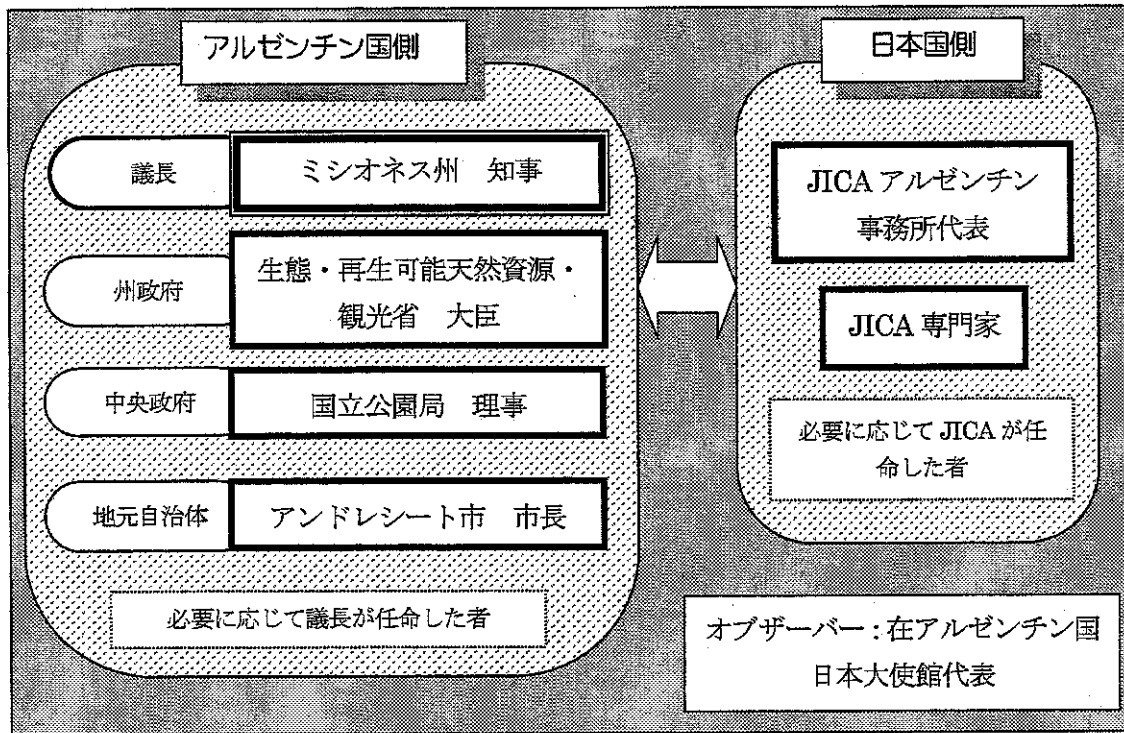 アルゼンチン国側
議長
ミシオネス州 知事
州政府
生態・再生可能天然資源・
観光省 大臣
中央政府
国立公園局 理事
地元自治体
アンドレシート市 市長
必要に応じて議長が任命した者
日本国側
JICA アルゼンチン
事務所代表
JICA 専門家
必要に応じて JICA が任
命した者
オブザーバー：在アルゼンチン国
日本大使館代表